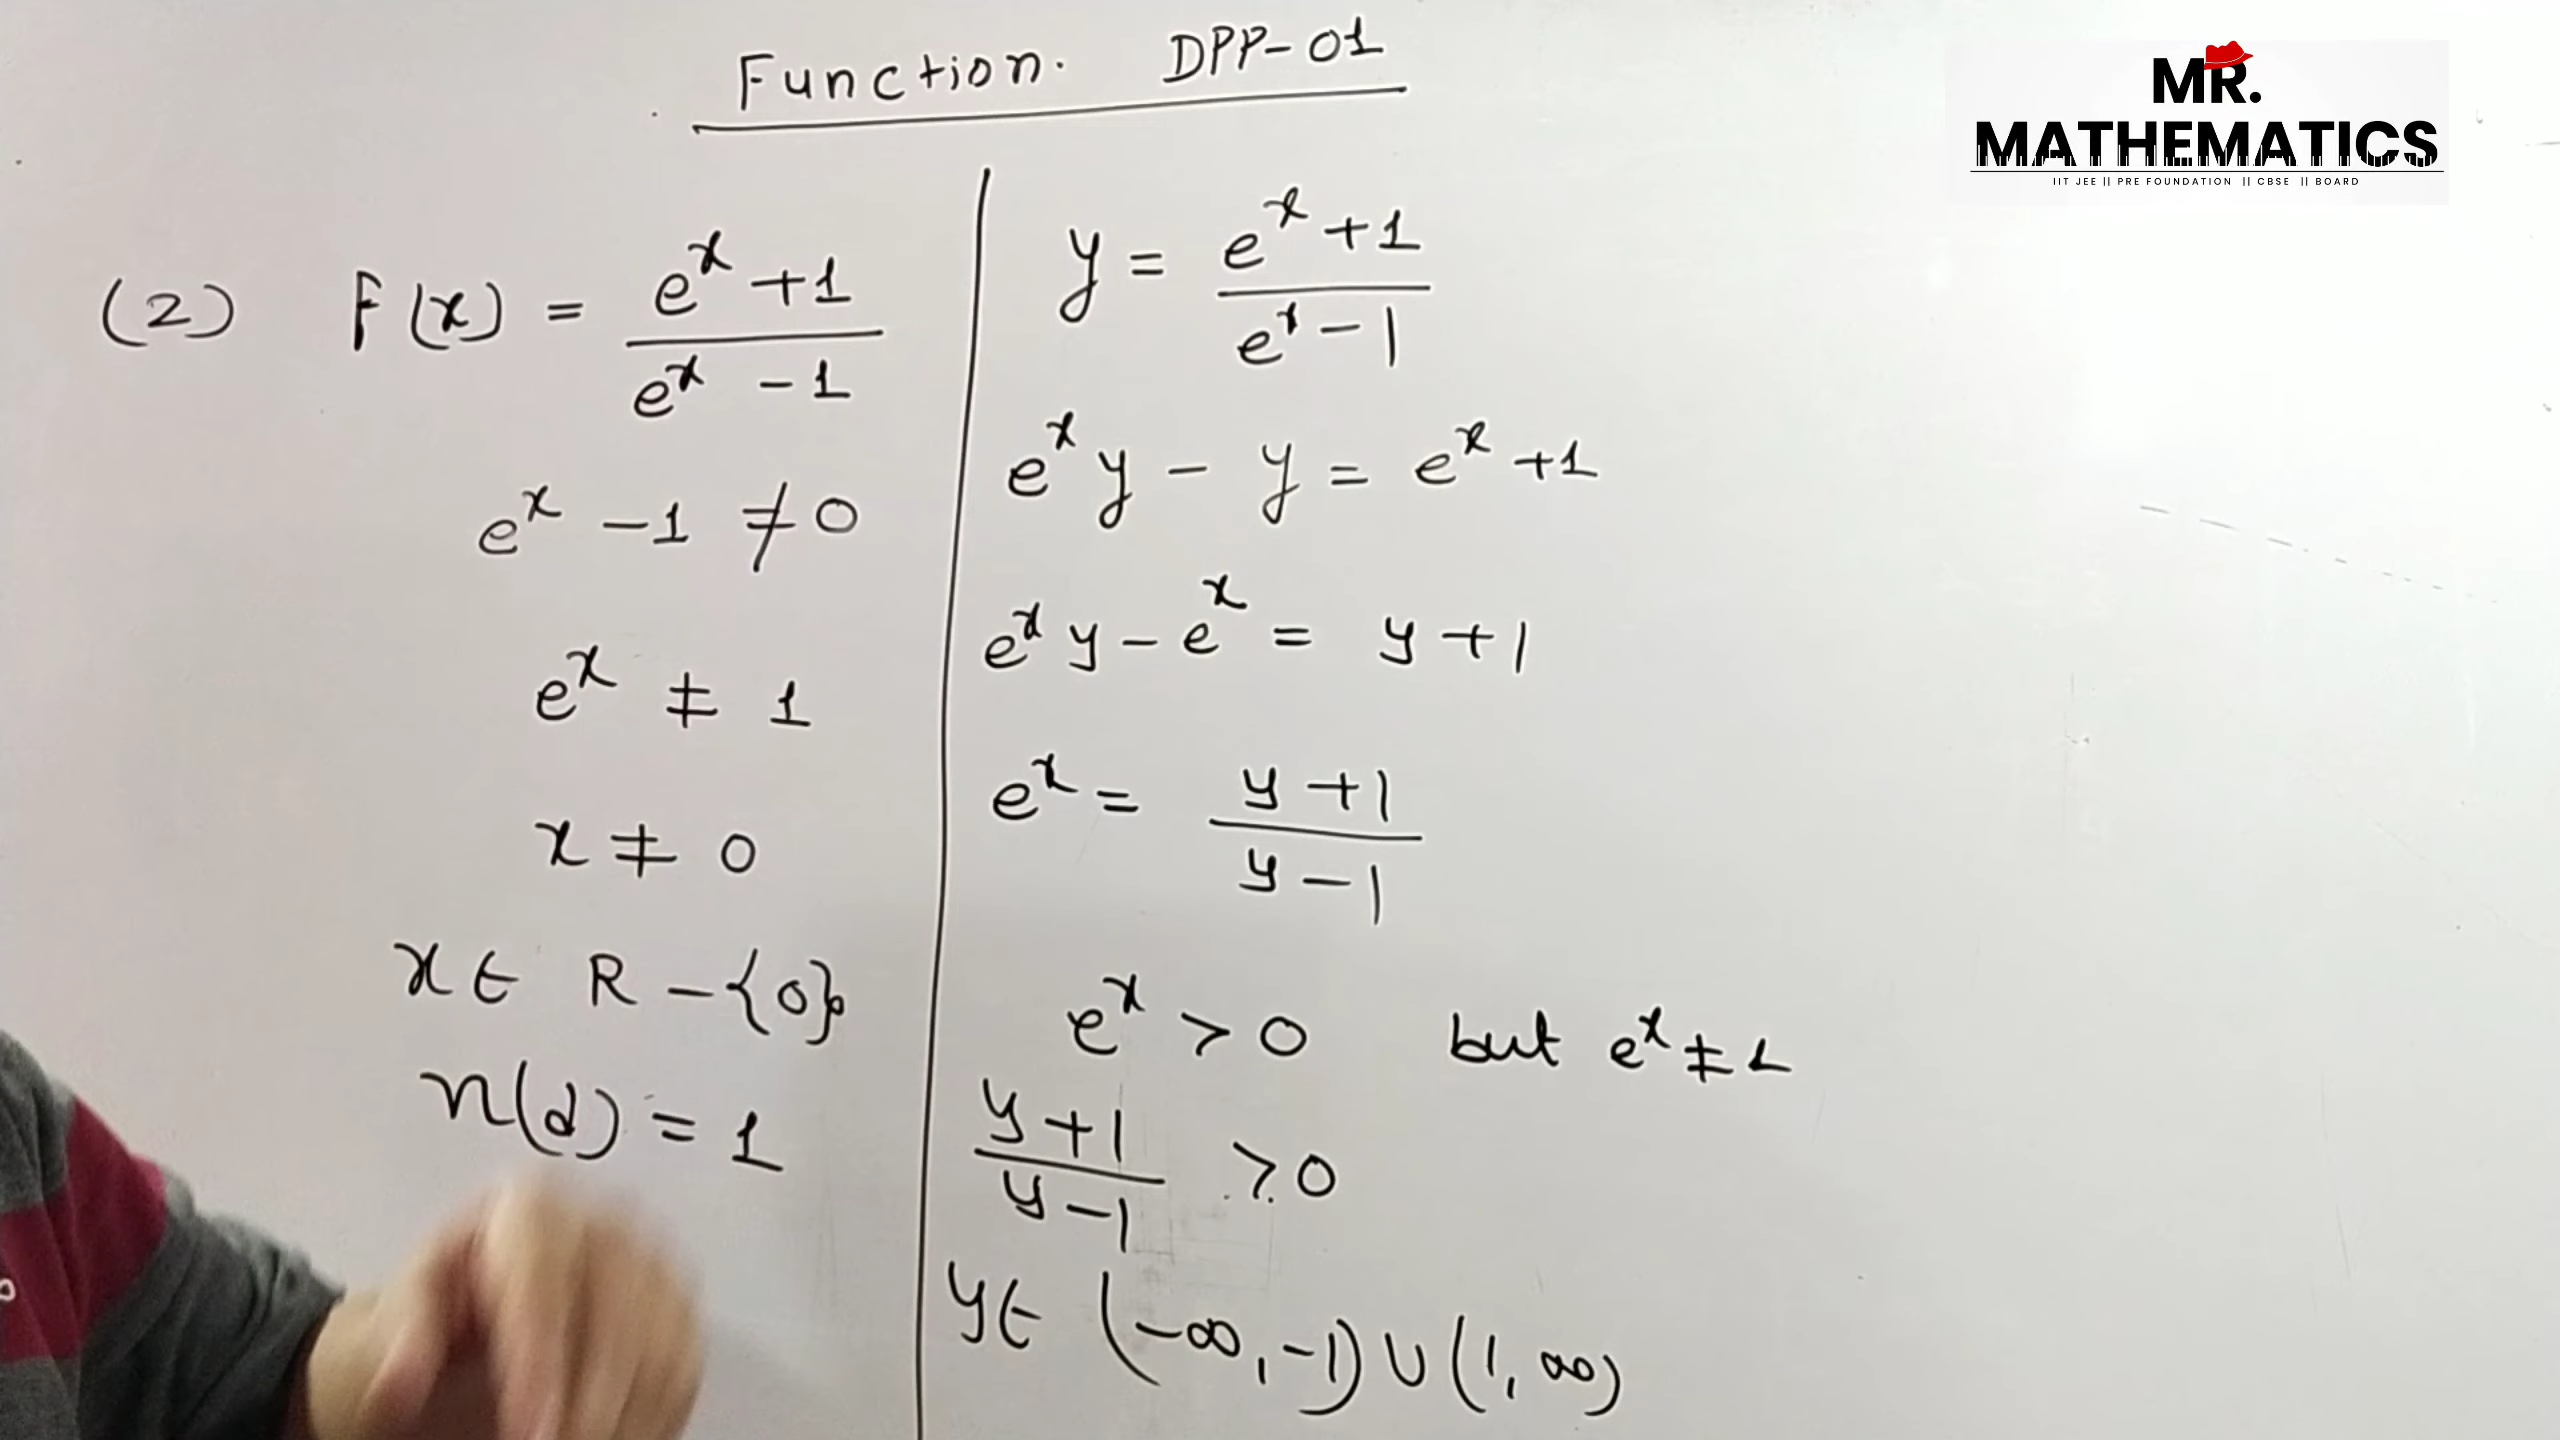 Function. DPP-01
MR.
MATHEMATICS
IIT JEE || PRE FOUNDATION || CBSE || BOARD
(2) F(x) = (e^x +1)/(e^x -1)
e^x -1 ≠ 0
e^x ≠ 1
x ≠ 0
x ∈ R - {0}
n(d) = 1
y = (e^x +1)/(e^x - 1)
e^x y - y = e^x +1
e^x y - e^x = y + 1
e^x = (y + 1)/(y - 1)
e^x > 0 but e^x ≠ 1
(y + 1)/(y - 1) > 0
y ∈ (-∞, -1) ∪ (1, ∞)